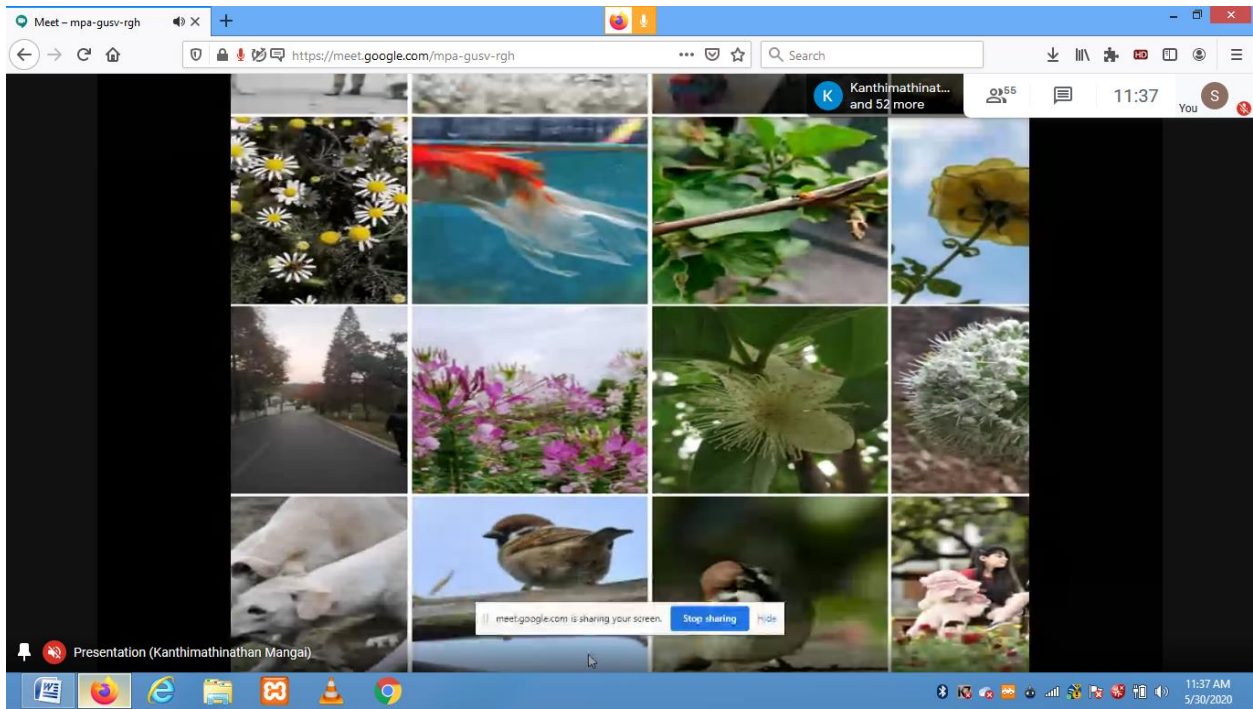 Meet – mpa-gusv-rgh
https://meet.google.com/mpa-gusv-rgh
Search
HD
K
Kanthimathinat...
and 52 more
55
11:37
You
S
meet.google.com is sharing your screen.
Stop sharing
Hide
Presentation (Kanthimathinathan Mangai)
11:37 AM
5/30/2020